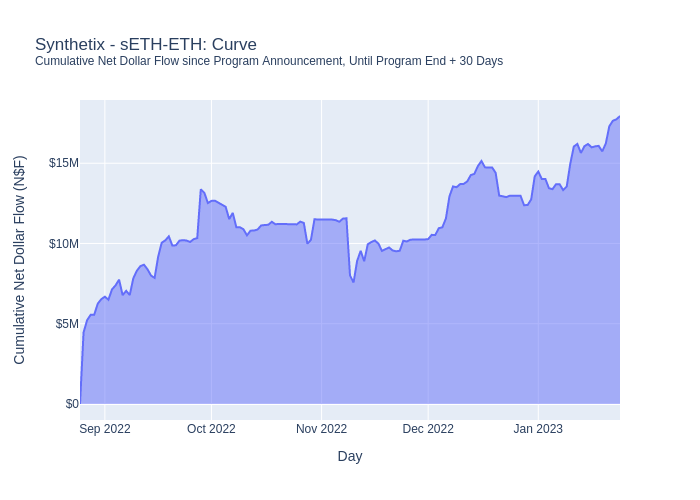 Synthetix - sETH-ETH: Curve
Cumulative Net Dollar Flow since Program Announcement, Until Program End + 30 Days
Cumulative Net Dollar Flow (N$F)
$15M
$10M
$5M
$0
Sep 2022 Oct 2022 Nov 2022 Dec 2022 Jan 2023
Day